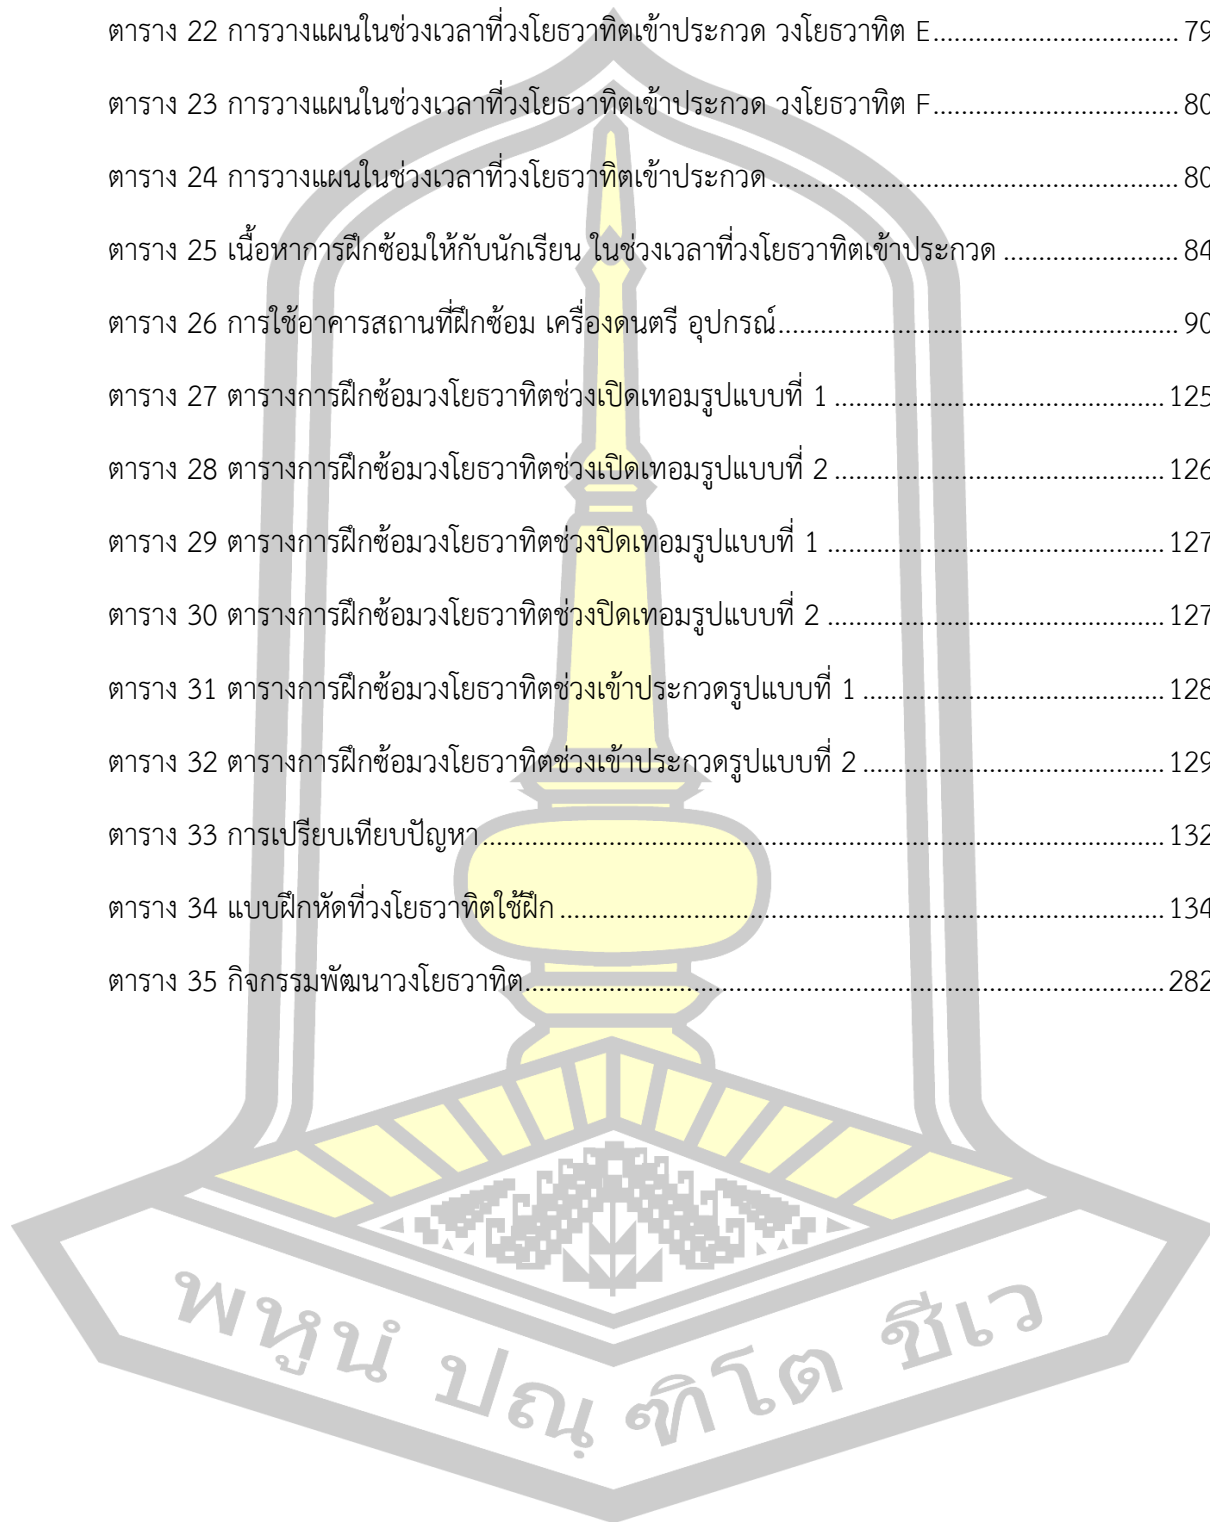 ตาราง 22 การวางแผนในช่วงเวลาที่วงโยธวาทิตเข้าประกวด วงโยธวาทิต E.................................. 79
ตาราง 23 การวางแผนในช่วงเวลาที่วงโยธวาทิตเข้าประกวด วงโยธวาทิต F.................................. 80
ตาราง 24 การวางแผนในช่วงเวลาที่วงโยธวาทิตเข้าประกวด......................................................... 80
ตาราง 25 เนื้อหาการฝึกซ้อมให้กับนักเรียน ในช่วงเวลาที่วงโยธวาทิตเข้าประกวด ........................ 84
ตาราง 26 การใช้อาคารสถานที่ฝึกซ้อม เครื่องดนตรี อุปกรณ์........................................................ 90
ตาราง 27 ตารางการฝึกซ้อมวงโยธวาทิตช่วงเปิดเทอมรูปแบบที่ 1 .............................................. 125
ตาราง 28 ตารางการฝึกซ้อมวงโยธวาทิตช่วงเปิดเทอมรูปแบบที่ 2 .............................................. 126
ตาราง 29 ตารางการฝึกซ้อมวงโยธวาทิตช่วงปิดเทอมรูปแบบที่ 1 ............................................... 127
ตาราง 30 ตารางการฝึกซ้อมวงโยธวาทิตช่วงปิดเทอมรูปแบบที่ 2 ............................................... 127
ตาราง 31 ตารางการฝึกซ้อมวงโยธวาทิตช่วงเข้าประกวดรูปแบบที่ 1 .......................................... 128
ตาราง 32 ตารางการฝึกซ้อมวงโยธวาทิตช่วงเข้าประกวดรูปแบบที่ 2 .......................................... 129
ตาราง 33 การเปรียบเทียบปัญหา............................................................................................... 132
ตาราง 34 แบบฝึกหัดที่วงโยธวาทิตใช้ฝึก .................................................................................... 134
ตาราง 35 กิจกรรมพัฒนาวงโยธวาทิต......................................................................................... 282
พหูนํ ปณฺฑิโต ชีเว